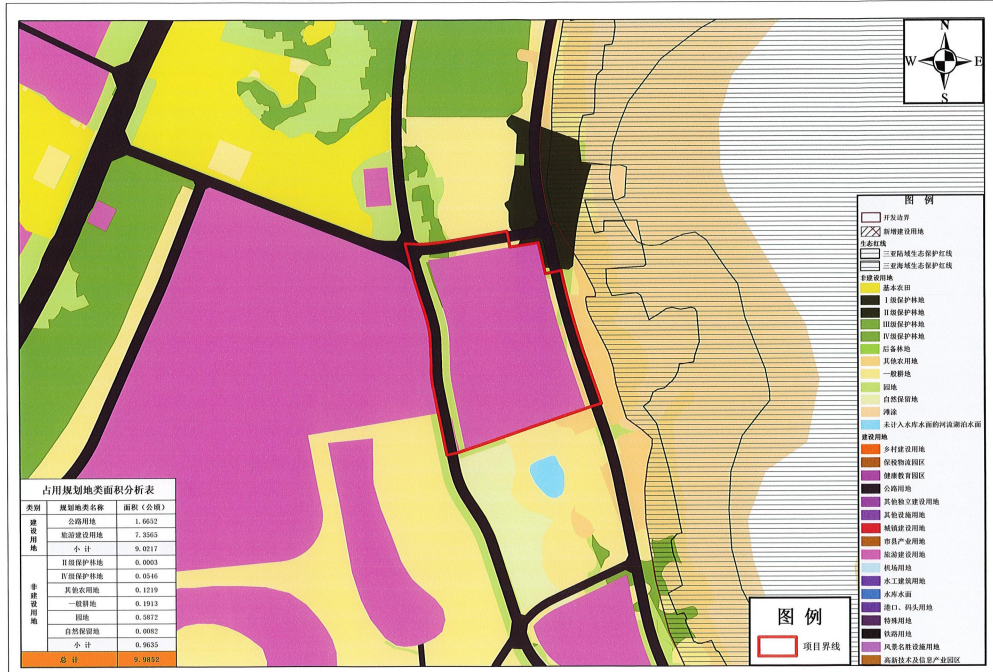 N
W E
S
图 例
开发边界
新增建设用地
生态红线
三亚陆域生态保护红线
三亚海域生态保护红线
非建设用地
基本农田
Ⅰ级保护林地
Ⅱ级保护林地
Ⅲ级保护林地
Ⅳ级保护林地
后备林地
其他农用地
一般耕地
园地
自然保留地
滩涂
未计入水库水面的河流湖泊水面
建设用地
乡村建设用地
保税物流园区
健康教育园区
公路用地
其他独立建设用地
其他设施用地
城镇建设用地
市县产业用地
旅游建设用地
机场用地
水工建筑用地
水库水面
港口、码头用地
特殊用地
铁路用地
风景名胜设施用地
高新技术及信息产业园区
占用规划地类面积分析表
类别 规划地类名称 面积（公顷）
建设用地
公路用地 1.6652
旅游建设用地 7.3565
小 计 9.0217
非建设用地
Ⅱ级保护林地 0.0003
Ⅳ级保护林地 0.0546
其他农用地 0.1219
一般耕地 0.1913
园地 0.5872
自然保留地 0.0082
小 计 0.9635
总 计 9.9852
图 例
项目界线